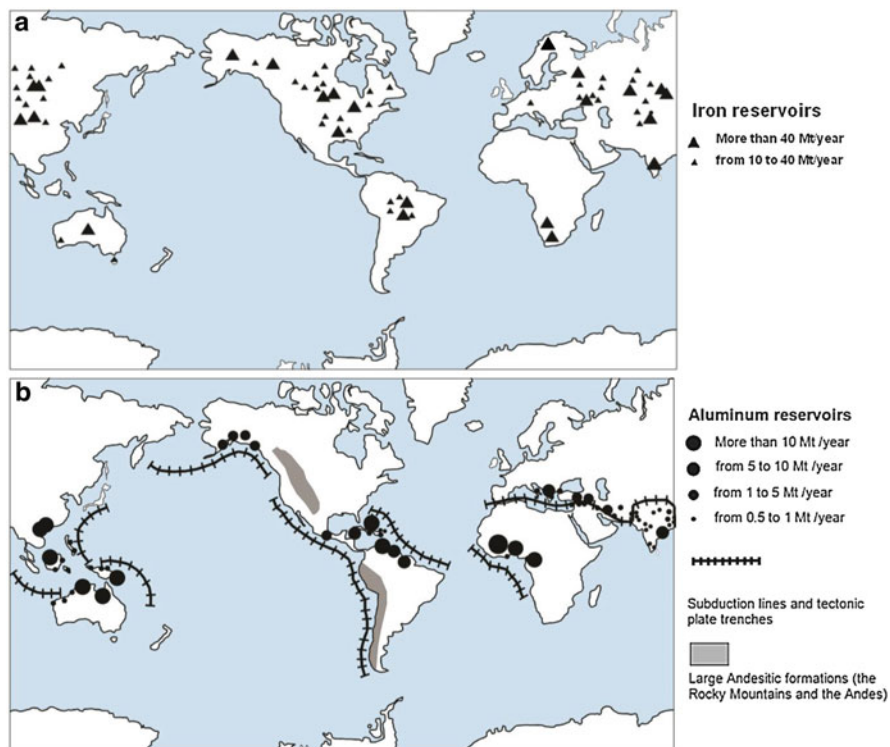 a
Iron reservoirs
More than 40 Mt/year
from 10 to 40 Mt/year
b
Aluminum reservoirs
More than 10 Mt /year
from 5 to 10 Mt /year
from 1 to 5 Mt /year
from 0.5 to 1 Mt /year
Subduction lines and tectonic
plate trenches
Large Andesitic formations (the
Rocky Mountains and the Andes)